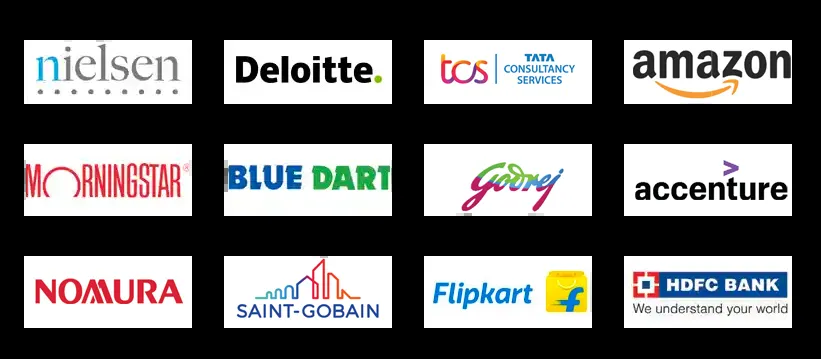 nielsen
Deloitte.
tcs
TATA
CONSULTANCY
SERVICES
amazon
MORNINGSTAR®
BLUE DART
Godrej
accenture
NOMURA
SAINT-GOBAIN
Flipkart
f
HDFC BANK
We understand your world